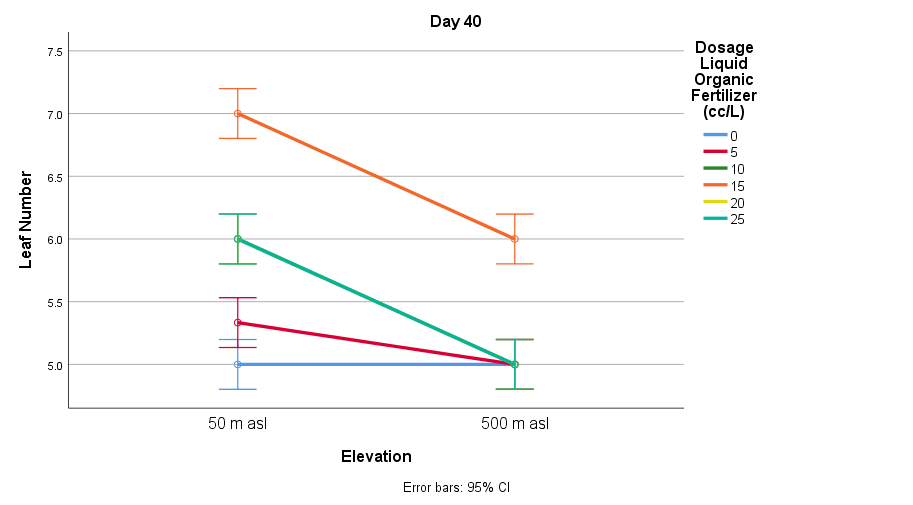 Day 40
7.5
7.0
6.5
6.0
5.5
5.0
Leaf Number
50 m asl
500 m asl
Elevation
Error bars: 95% CI
Dosage
Liquid
Organic
Fertilizer
(cc/L)
0
5
10
15
20
25